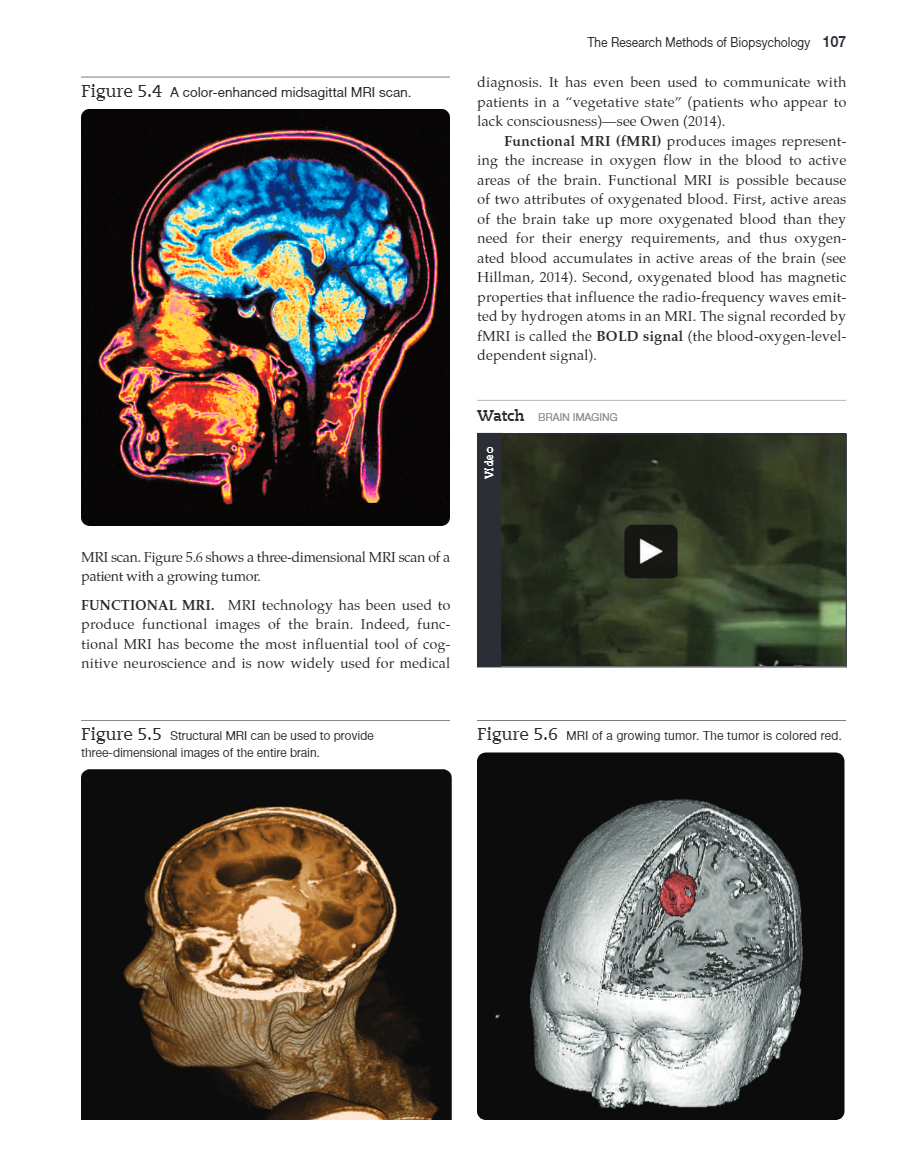 The Research Methods of Biopsychology 107
Figure 5.4 A color-enhanced midsagittal MRI scan.
MRI scan. Figure 5.6 shows a three-dimensional MRI scan of a
patient with a growing tumor.
FUNCTIONAL MRI. MRI technology has been used to
produce functional images of the brain. Indeed, func-
tional MRI has become the most influential tool of cog-
nitive neuroscience and is now widely used for medical
diagnosis. It has even been used to communicate with
patients in a “vegetative state” (patients who appear to
lack consciousness)—see Owen (2014).
Functional MRI (fMRI) produces images represent-
ing the increase in oxygen flow in the blood to active
areas of the brain. Functional MRI is possible because
of two attributes of oxygenated blood. First, active areas
of the brain take up more oxygenated blood than they
need for their energy requirements, and thus oxygen-
ated blood accumulates in active areas of the brain (see
Hillman, 2014). Second, oxygenated blood has magnetic
properties that influence the radio-frequency waves emit-
ted by hydrogen atoms in an MRI. The signal recorded by
fMRI is called the BOLD signal (the blood-oxygen-level-
dependent signal).
Watch BRAIN IMAGING
Video
Figure 5.5 Structural MRI can be used to provide
three-dimensional images of the entire brain.
Figure 5.6 MRI of a growing tumor. The tumor is colored red.